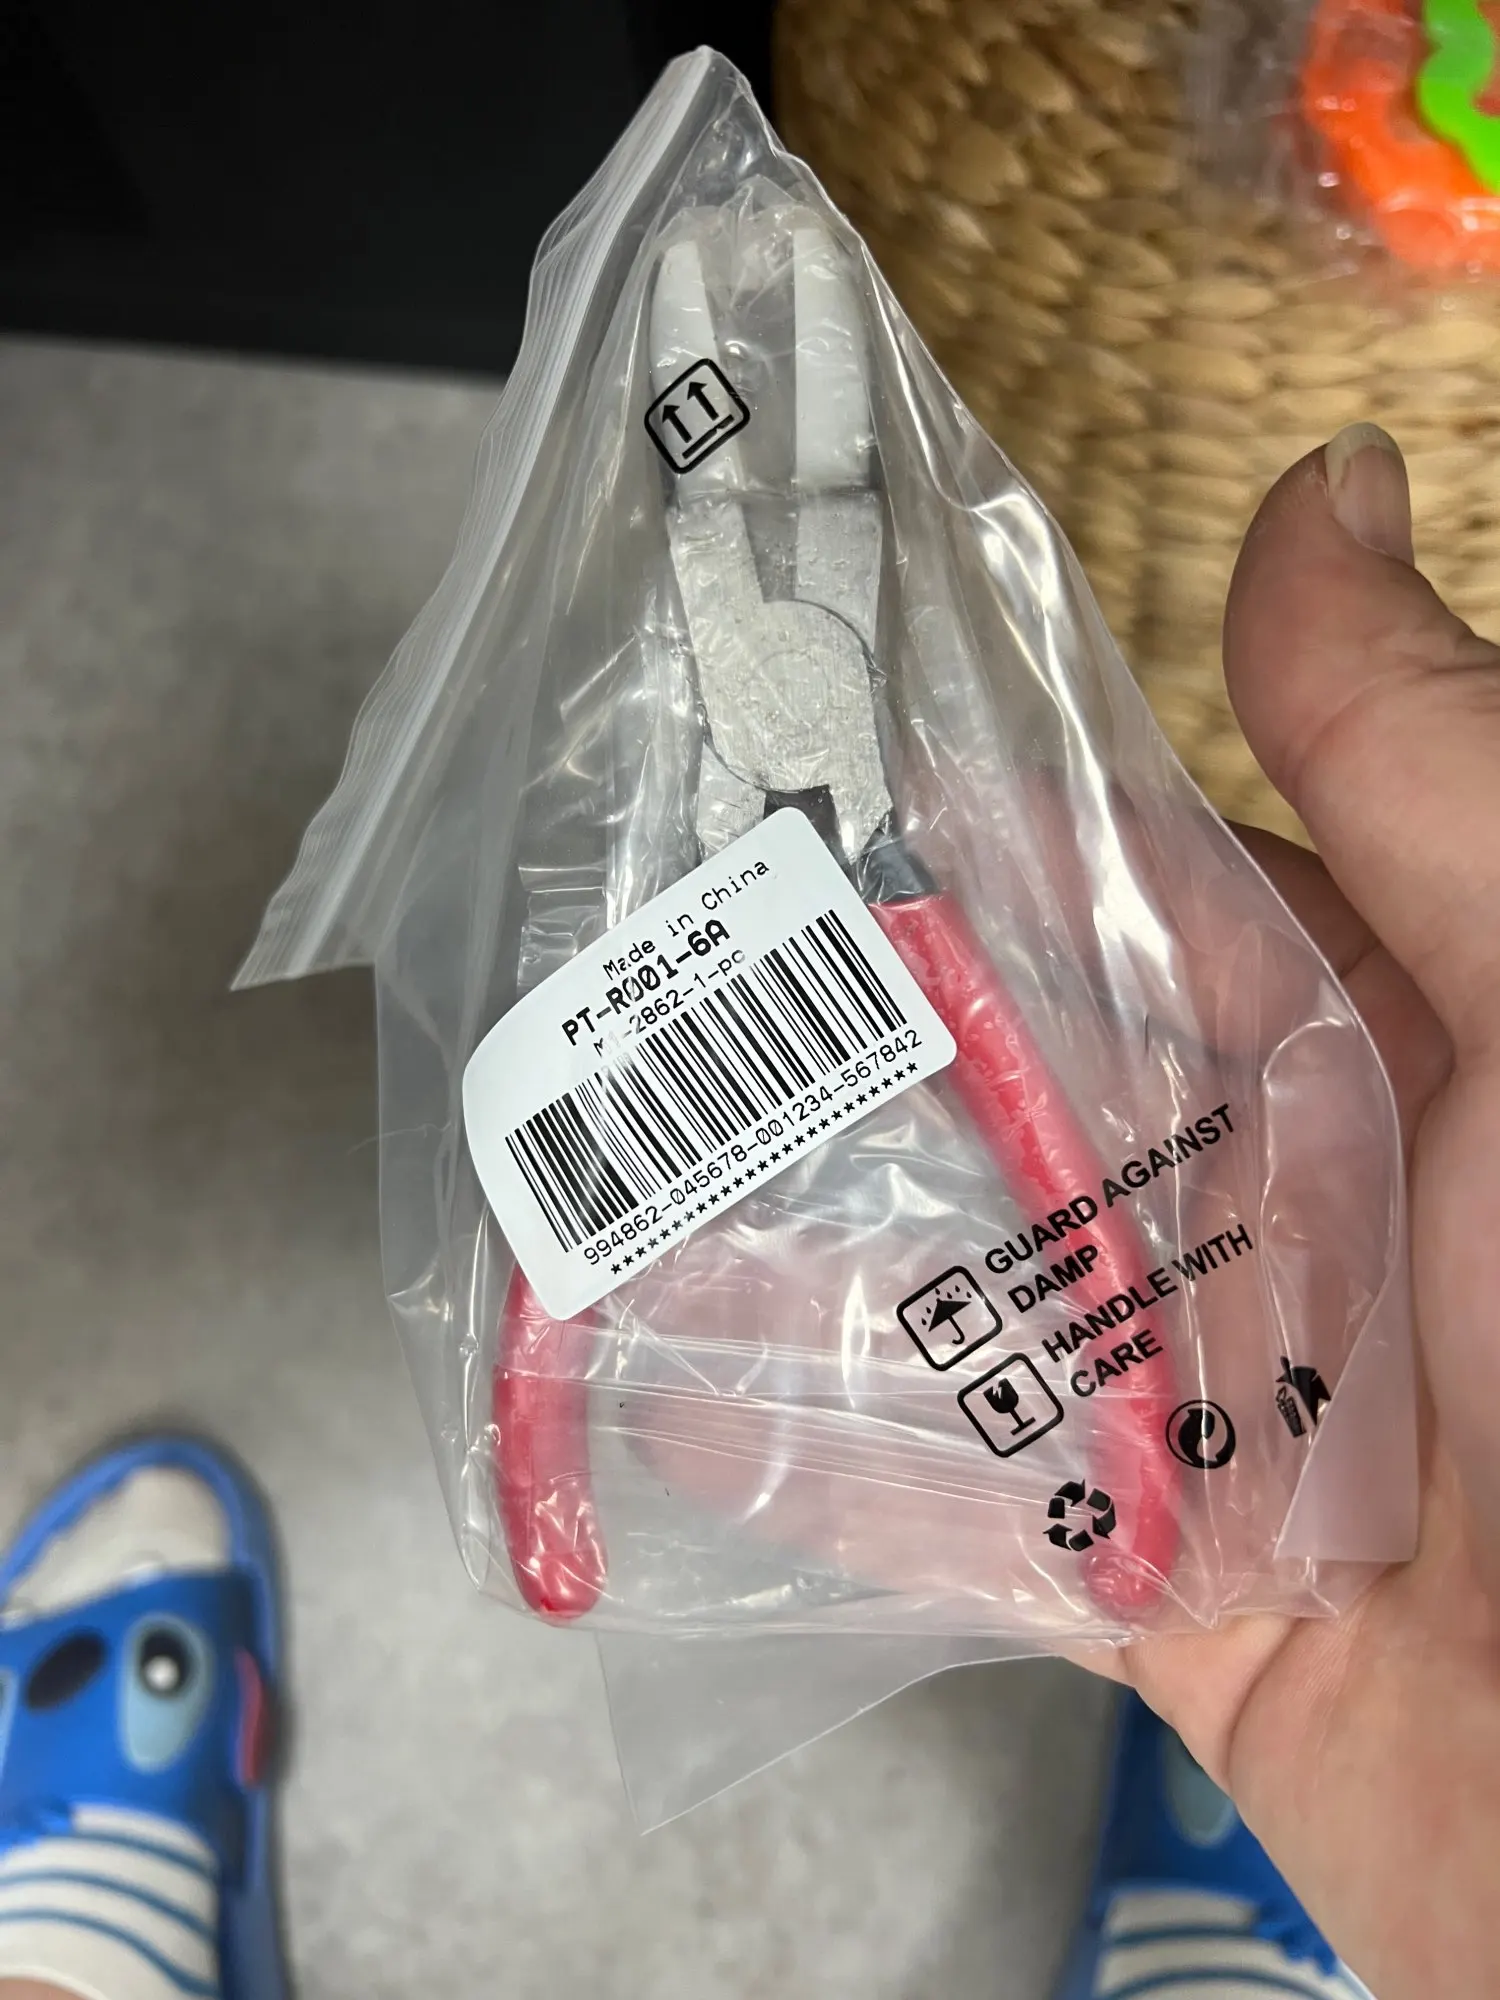 Made in China
PT-R001-6A
-2862-1-pc
994862-045678-001234-567842
************************
GUARD AGAINST
DAMP
HANDLE WITH
CARE